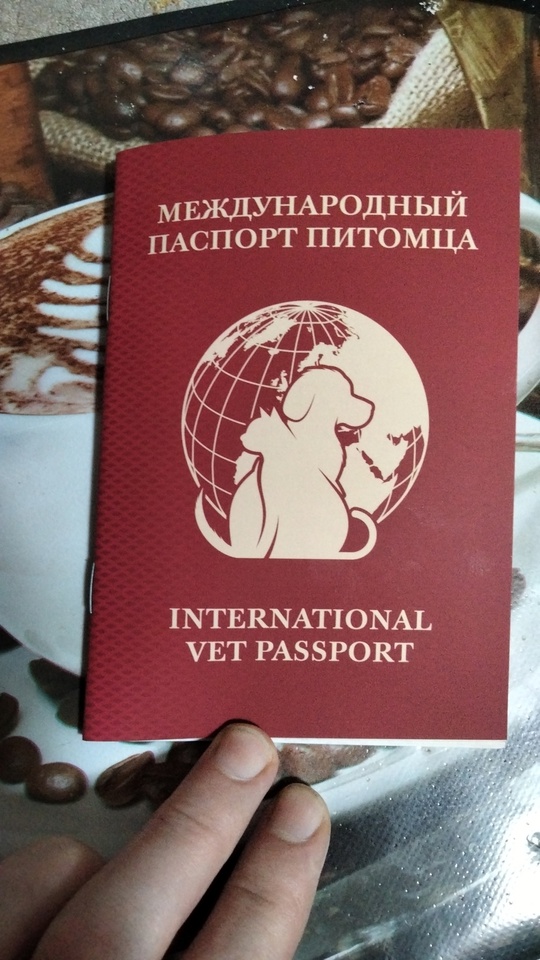 МЕЖДУНАРОДНЫЙ
ПАСПОРТ ПИТОМЦА
INTERNATIONAL
VET PASSPORT